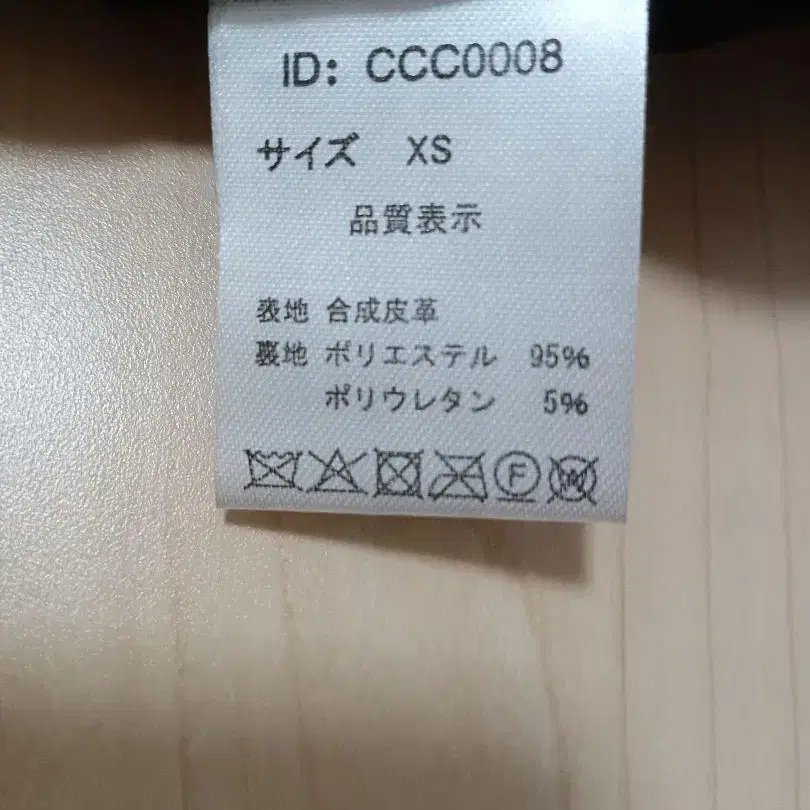 ID: CCC0008
サイズ XS
品質表示
表地 合成皮革
裏地 ポリエステル 95%
ポリウレタン 5%
F W